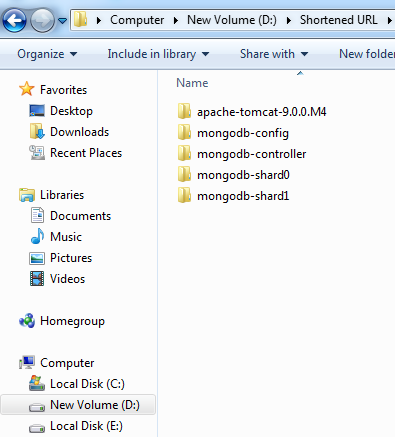 Computer New Volume (D:) Shortened URL
Organize Include in library Share with New folder
Favorites
Desktop
Downloads
Recent Places
Libraries
Documents
Music
Pictures
Videos
Homegroup
Computer
Local Disk (C:)
New Volume (D:)
Local Disk (E:)
Name
apache-tomcat-9.0.0.M4
mongodb-config
mongodb-controller
mongodb-shard0
mongodb-shard1